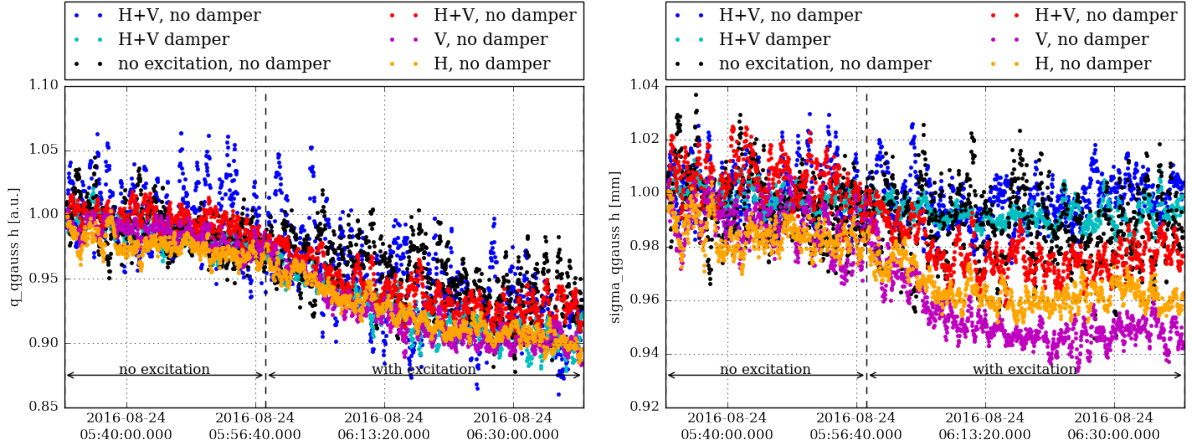 H+V, no damper
H+V damper
no excitation, no damper
H+V, no damper
V, no damper
H, no damper
1.10
1.05
1.00
0.95
0.90
0.85
q_qgauss h [a.u.]
no excitation
with excitation
2016-08-24
05:40:00.000
2016-08-24
05:56:40.000
2016-08-24
06:13:20.000
2016-08-24
06:30:00.000
H+V, no damper
H+V damper
no excitation, no damper
H+V, no damper
V, no damper
H, no damper
1.04
1.02
1.00
0.98
0.96
0.94
0.92
sigma_qgauss h [mm]
no excitation
with excitation
2016-08-24
05:40:00.000
2016-08-24
05:56:40.000
2016-08-24
06:13:20.000
2016-08-24
06:30:00.000